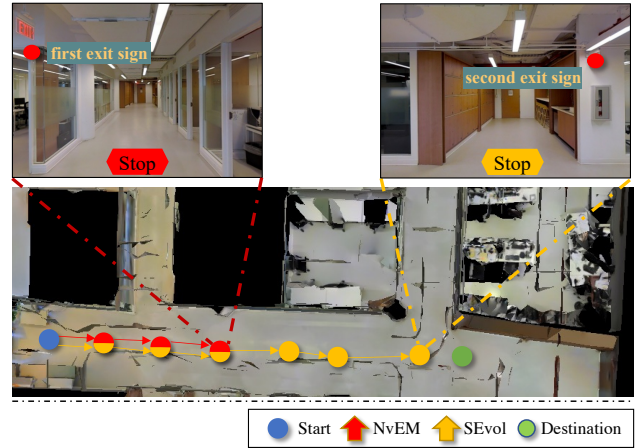 first exit sign
second exit sign
Stop
Stop
Start
NvEM
SEvol
Destination